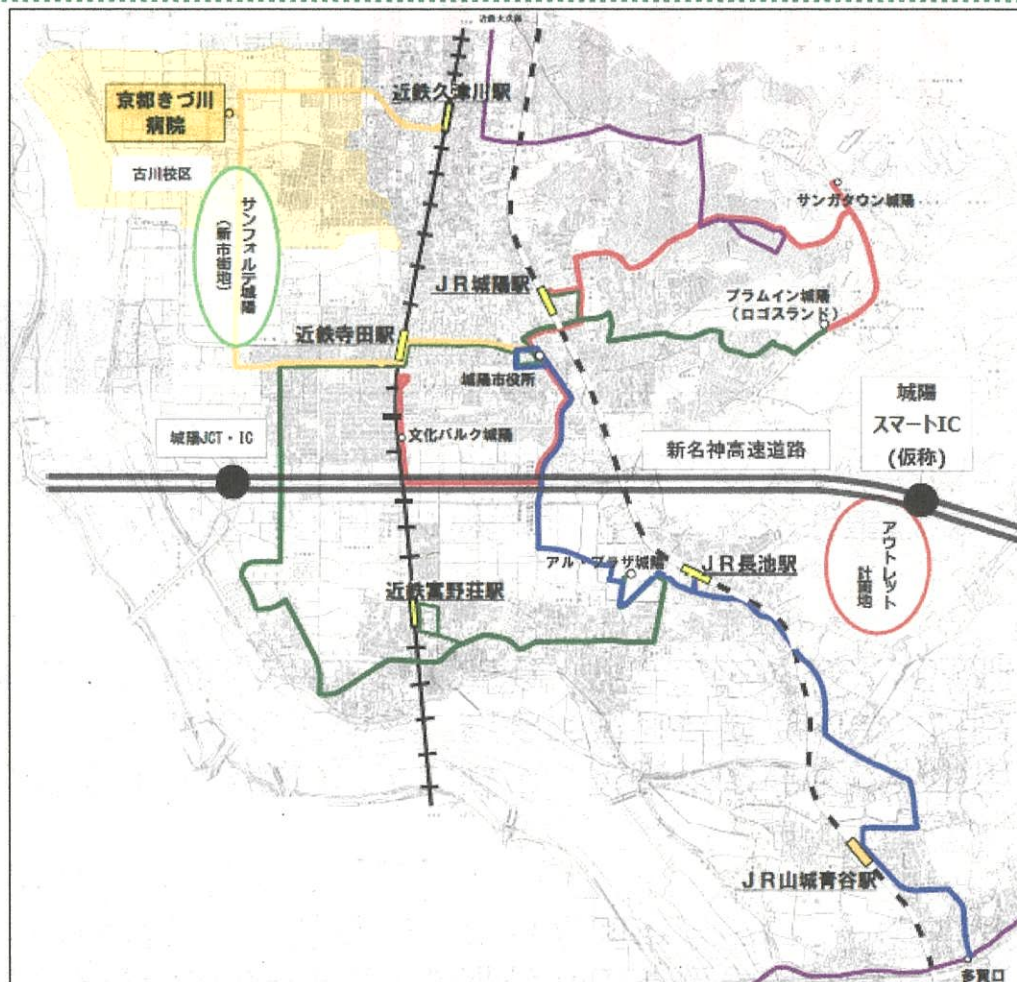 近鉄久津川駅
京都きづ川
病院
古川校区
サンフォルテ城陽
(新市街地)
サンガタウン城陽
JR城陽駅
プラムイン城陽
(ロゴスランド)
近鉄寺田駅
城陽市役所
城陽
スマートIC
(仮称)
城陽JCT・IC
文化パルク城陽
新名神高速道路
アウトレット
計画地
アル・プラザ城陽
JR長池駅
近鉄富野荘駅
JR山城青谷駅
多賀口